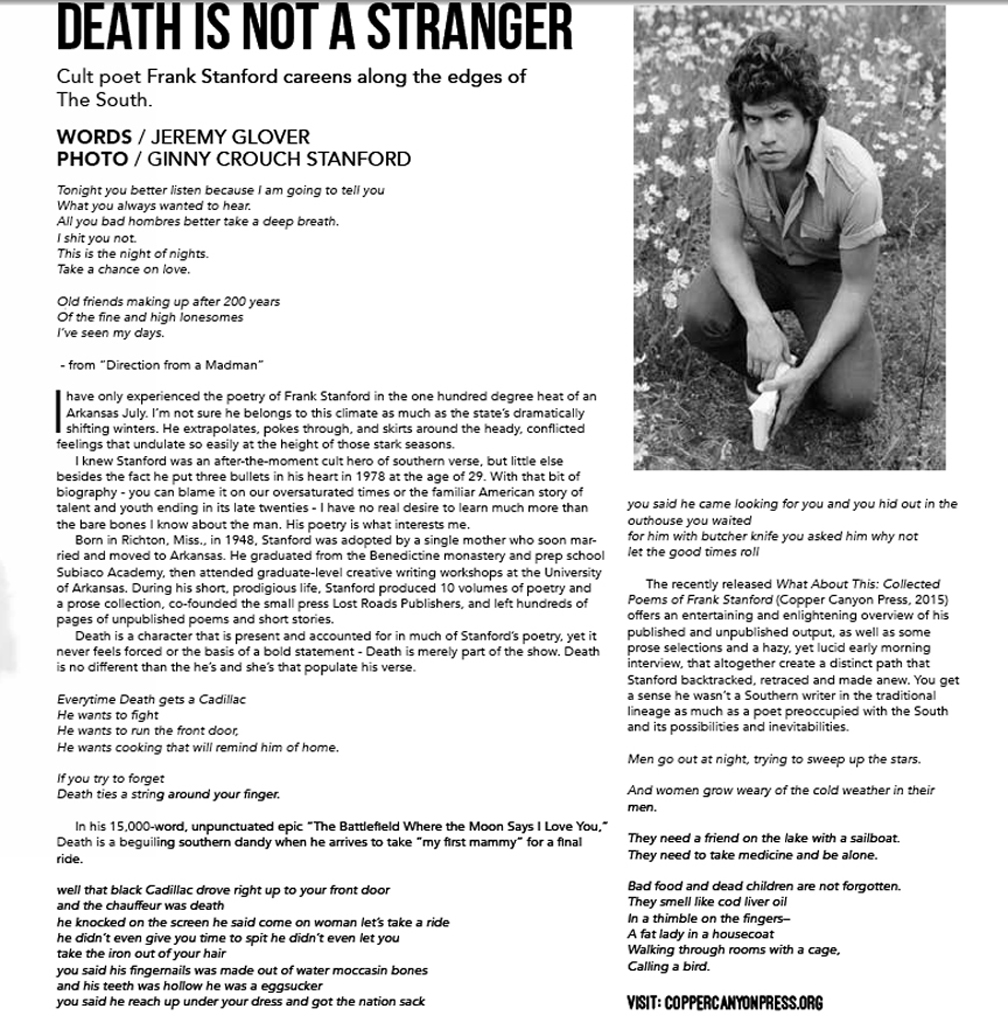 DEATH IS NOT A STRANGER
Cult poet Frank Stanford careens along the edges of
The South.
WORDS / JEREMY GLOVER
PHOTO / GINNY CROUCH STANFORD
Tonight you better listen because I am going to tell you
What you always wanted to hear.
All you bad hombres better take a deep breath.
I shit you not.
This is the night of nights.
Take a chance on love.
Old friends making up after 200 years
Of the fine and high lonesomes
I've seen my days.
- from "Direction from a Madman"
I have only experienced the poetry of Frank Stanford in the one hundred degree heat of an
Arkansas July. I'm not sure he belongs to this climate as much as the state's dramatically
shifting winters. He extrapolates, pokes through, and skirts around the heady, conflicted
feelings that undulate so easily at the height of those stark seasons.
I knew Stanford was an after-the-moment cult hero of southern verse, but little else
besides the fact he put three bullets in his heart in 1978 at the age of 29. With that bit of
biography - you can blame it on our oversaturated times or the familiar American story of
talent and youth ending in its late twenties - I have no real desire to learn much more than
the bare bones I know about the man. His poetry is what interests me.
Born in Richton, Miss., in 1948, Stanford was adopted by a single mother who soon mar-
ried and moved to Arkansas. He graduated from the Benedictine monastery and prep school
Subiaco Academy, then attended graduate-level creative writing workshops at the University
of Arkansas. During his short, prodigious life, Stanford produced 10 volumes of poetry and
a prose collection, co-founded the small press Lost Roads Publishers, and left hundreds of
pages of unpublished poems and short stories.
Death is a character that is present and accounted for in much of Stanford's poetry, yet it
never feels forced or the basis of a bold statement - Death is merely part of the show. Death
is no different than the he's and she's that populate his verse.
Everytime Death gets a Cadillac
He wants to fight
He wants to run the front door,
He wants cooking that will remind him of home.
If you try to forget
Death ties a string around your finger.
In his 15,000-word, unpunctuated epic "The Battlefield Where the Moon Says I Love You,"
Death is a beguiling southern dandy when he arrives to take "my first mammy" for a final
ride.
well that black Cadillac drove right up to your front door
and the chauffeur was death
he knocked on the screen he said come on woman let's take a ride
he didn't even give you time to spit he didn't even let you
take the iron out of your hair
you said his fingernails was made out of water moccasin bones
and his teeth was hollow he was a eggsucker
you said he reach up under your dress and got the nation sack
you said he came looking for you and you hid out in the
outhouse you waited
for him with butcher knife you asked him why not
let the good times roll
The recently released What About This: Collected
Poems of Frank Stanford (Copper Canyon Press, 2015)
offers an entertaining and enlightening overview of his
published and unpublished output, as well as some
prose selections and a hazy, yet lucid early morning
interview, that altogether create a distinct path that
Stanford backtracked, retraced and made anew. You get
a sense he wasn't a Southern writer in the traditional
lineage as much as a poet preoccupied with the South
and its possibilities and inevitabilities.
Men go out at night, trying to sweep up the stars.
And women grow weary of the cold weather in their
men.
They need a friend on the lake with a sailboat.
They need to take medicine and be alone.
Bad food and dead children are not forgotten.
They smell like cod liver oil
In a thimble on the fingers—
A fat lady in a housecoat
Walking through rooms with a cage,
Calling a bird.
VISIT: COPPERCANYONPRESS.ORG